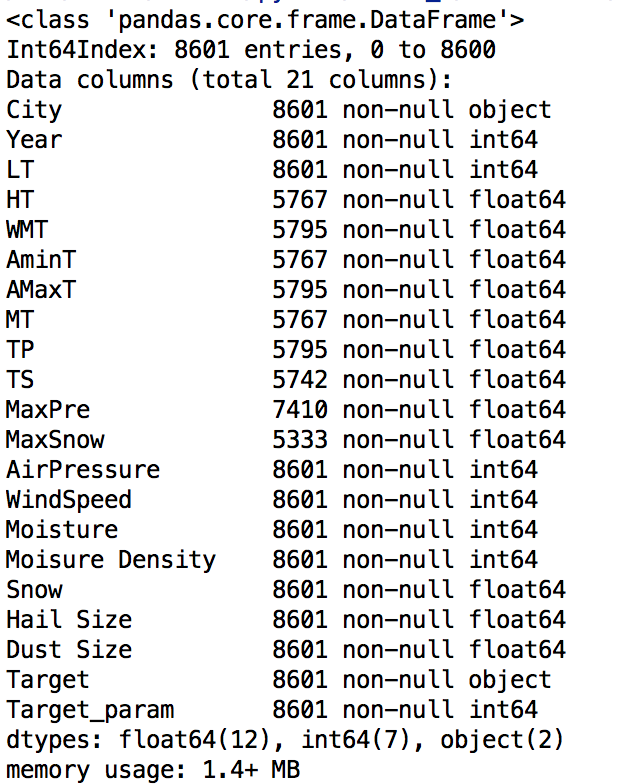 <class 'pandas.core.frame.DataFrame'>
Int64Index: 8601 entries, 0 to 8600
Data columns (total 21 columns):
City 8601 non-null object
Year 8601 non-null int64
LT 8601 non-null int64
HT 5767 non-null float64
WMT 5795 non-null float64
AminT 5767 non-null float64
AMaxT 5795 non-null float64
MT 5767 non-null float64
TP 5795 non-null float64
TS 5742 non-null float64
MaxPre 7410 non-null float64
MaxSnow 5333 non-null float64
AirPressure 8601 non-null int64
WindSpeed 8601 non-null int64
Moisture 8601 non-null int64
Moisure Density 8601 non-null int64
Snow 8601 non-null float64
Hail Size 8601 non-null float64
Dust Size 8601 non-null float64
Target 8601 non-null object
Target_param 8601 non-null int64
dtypes: float64(12), int64(7), object(2)
memory usage: 1.4+ MB